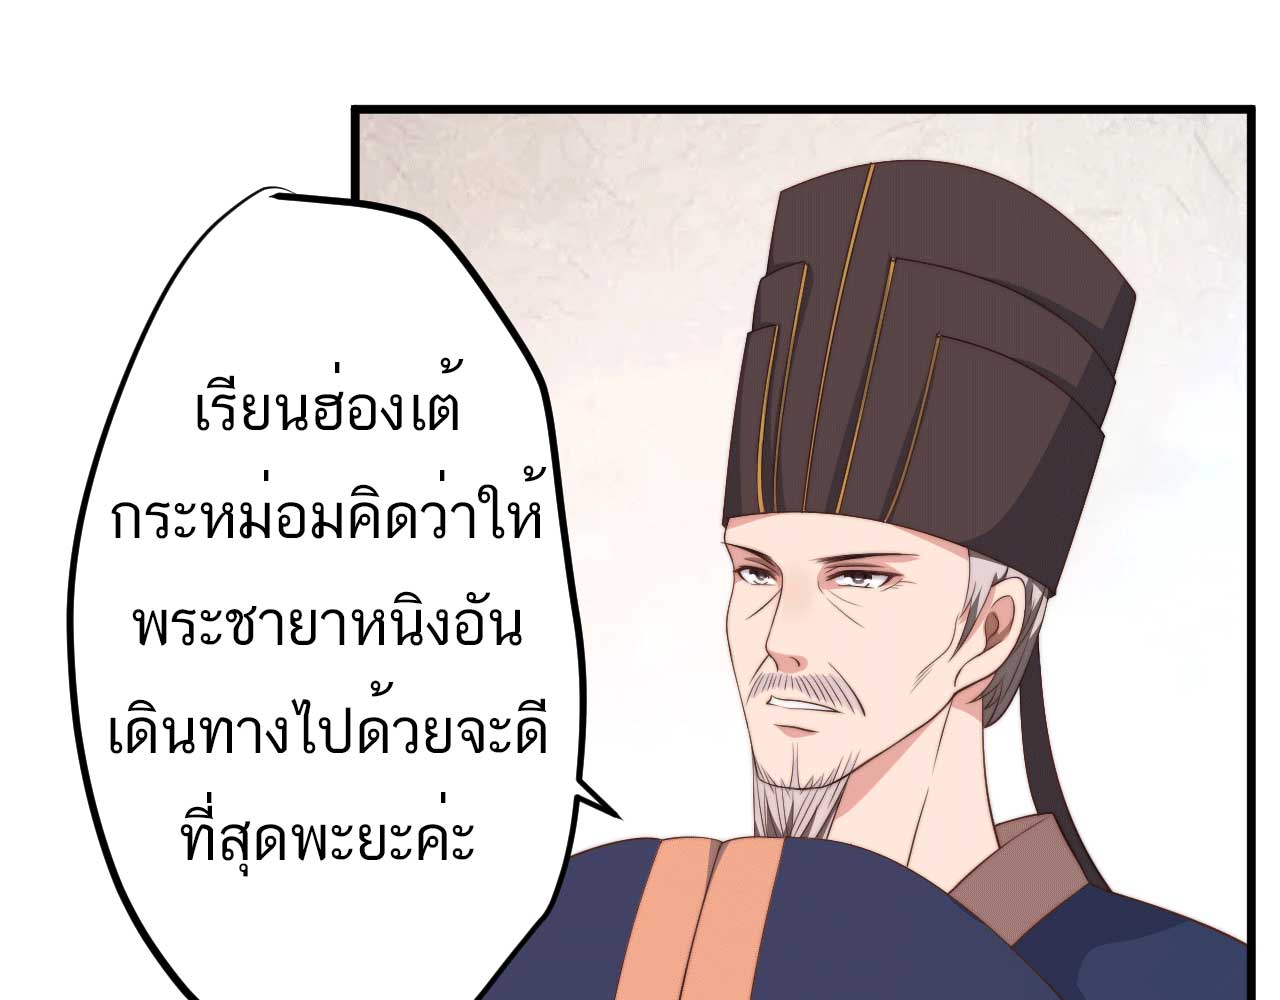 เรียนฮ่องเต้
กระหม่อมคิดว่าให้
พระชายาหนิงอัน
เดินทางไปด้วยจะดี
ที่สุดพะยะค่ะ